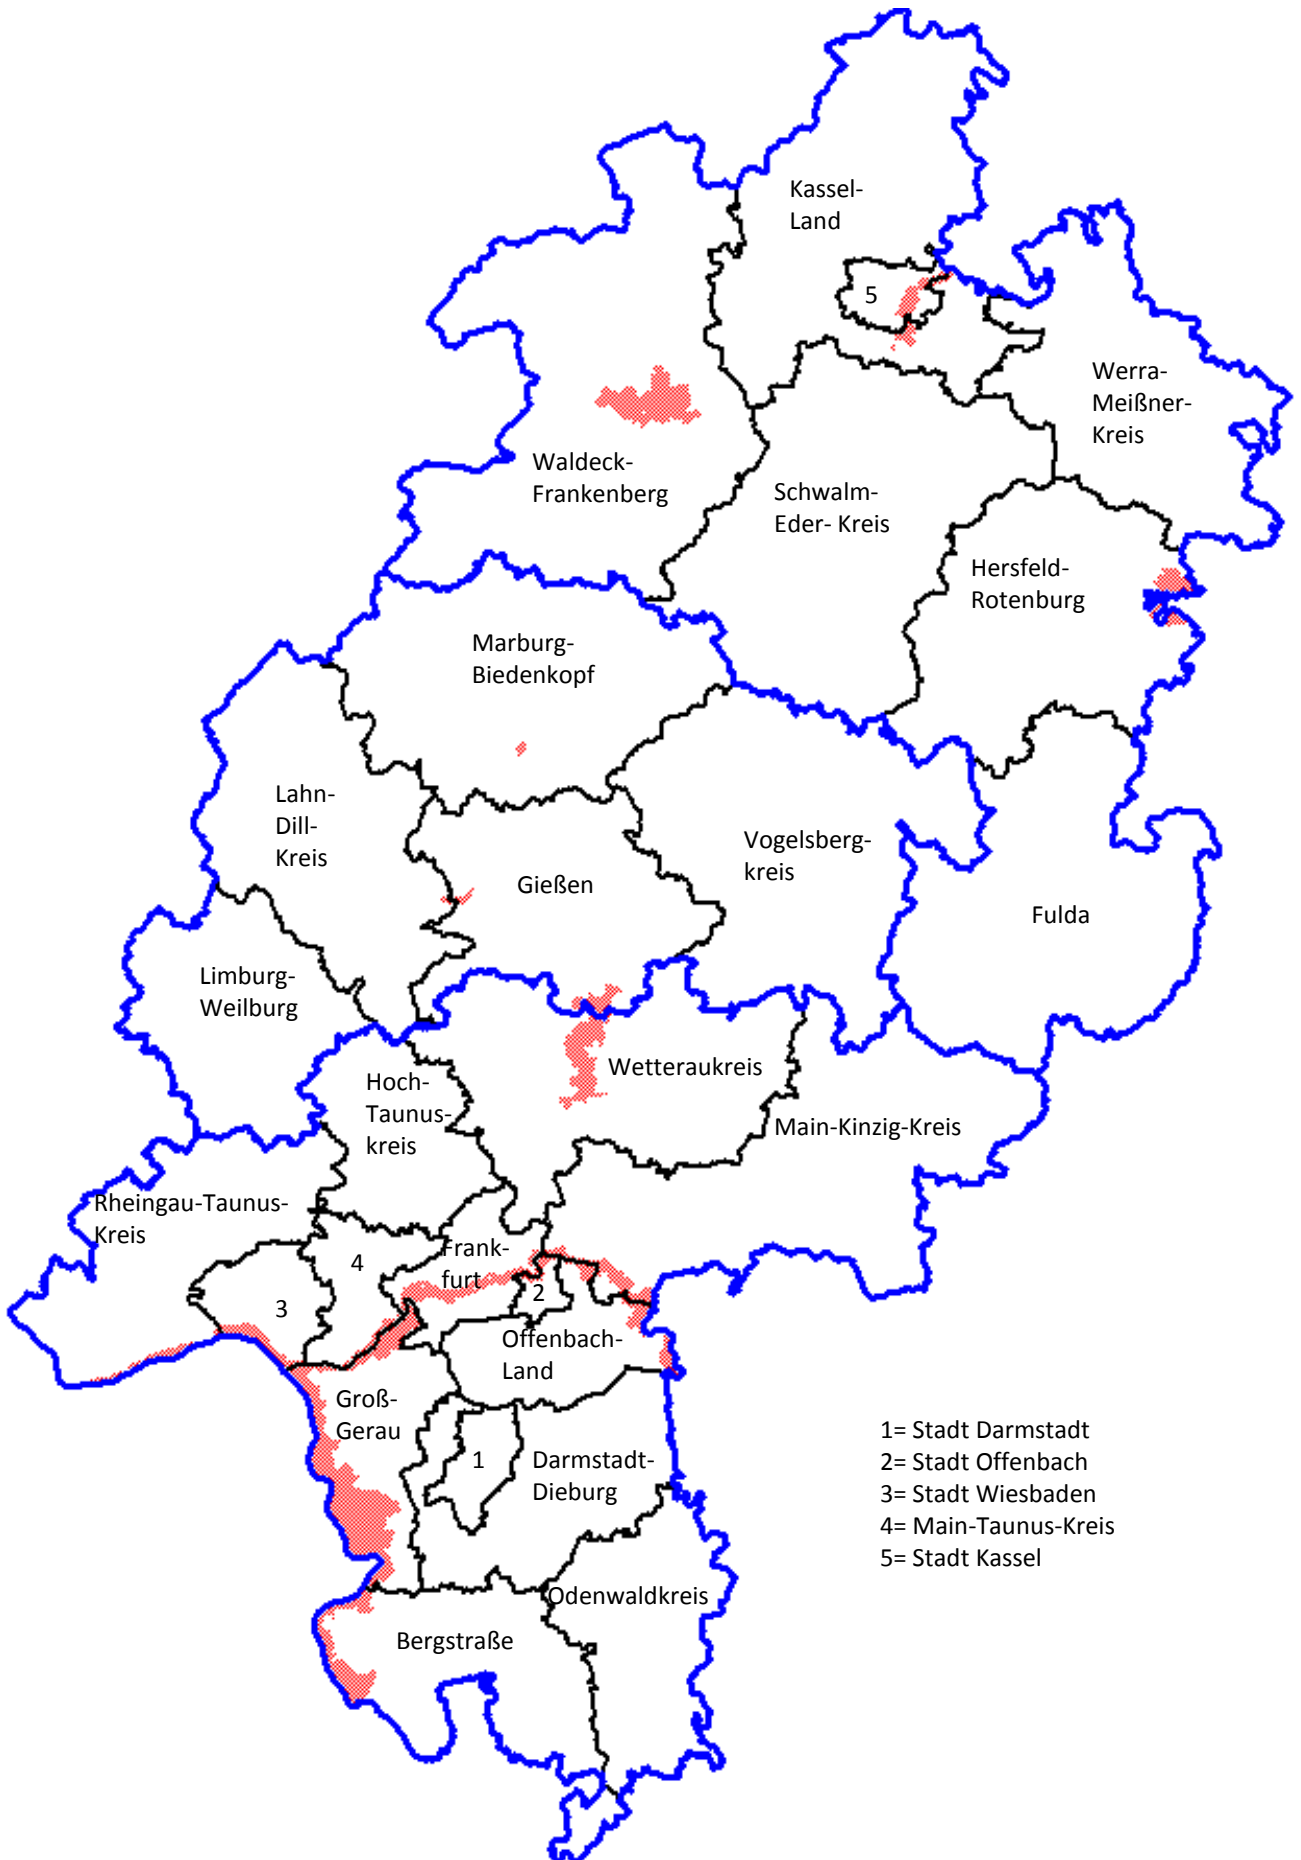 Kassel-
Land
5
Werra-
Meißner-
Kreis
Waldeck-
Frankenberg
Schwalm-
Eder- Kreis
Hersfeld-
Rotenburg
Marburg-
Biedenkopf
Lahn-
Dill-
Kreis
Gießen
Vogelsberg-
kreis
Fulda
Limburg-
Weilburg
Wetteraukreis
Hoch-
Taunus-
kreis
Main-Kinzig-Kreis
Rheingau-Taunus-
Kreis
4
Frank-
furt
3
2
Offenbach-
Land
Groß-
Gerau
1
Darmstadt-
Dieburg
Odenwaldkreis
Bergstraße
1= Stadt Darmstadt
2= Stadt Offenbach
3= Stadt Wiesbaden
4= Main-Taunus-Kreis
5= Stadt Kassel